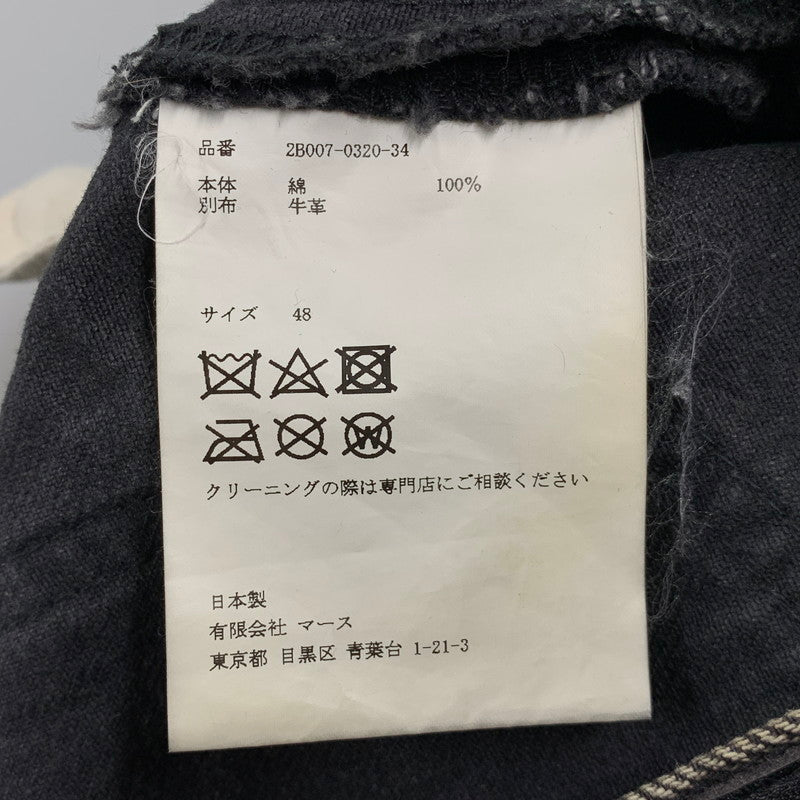 品番 2B007-0320-34
本体 綿 100%
別布 牛革
サイズ 48
W
クリーニングの際は専門店にご相談ください
日本製
有限会社 マース
東京都 目黒区 青葉台 1-21-3